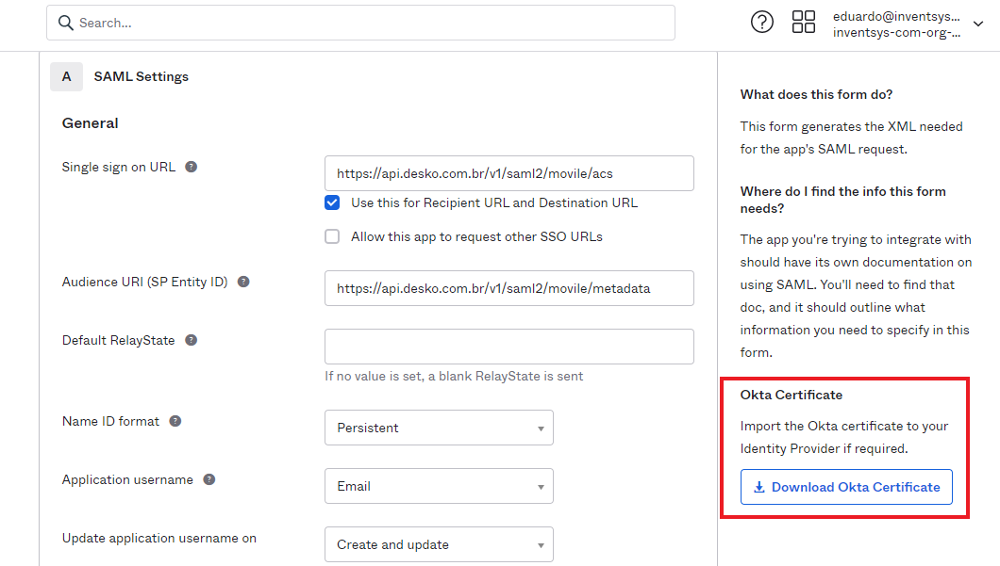 Search...
eduardo@inventsys...
inventsys-com-org-...
A SAML Settings
General
Single sign on URL ?
https://api.desko.com.br/v1/saml2/movile/acs
Use this for Recipient URL and Destination URL
Allow this app to request other SSO URLs
Audience URI (SP Entity ID) ?
https://api.desko.com.br/v1/saml2/movile/metadata
Default RelayState ?
If no value is set, a blank RelayState is sent
Name ID format ?
Persistent
Application username ?
Email
Update application username on
Create and update
What does this form do?
This form generates the XML needed
for the app's SAML request.
Where do I find the info this form
needs?
The app you're trying to integrate with
should have its own documentation on
using SAML. You'll need to find that
doc, and it should outline what
information you need to specify in this
form.
Okta Certificate
Import the Okta certificate to your
Identity Provider if required.
Download Okta Certificate